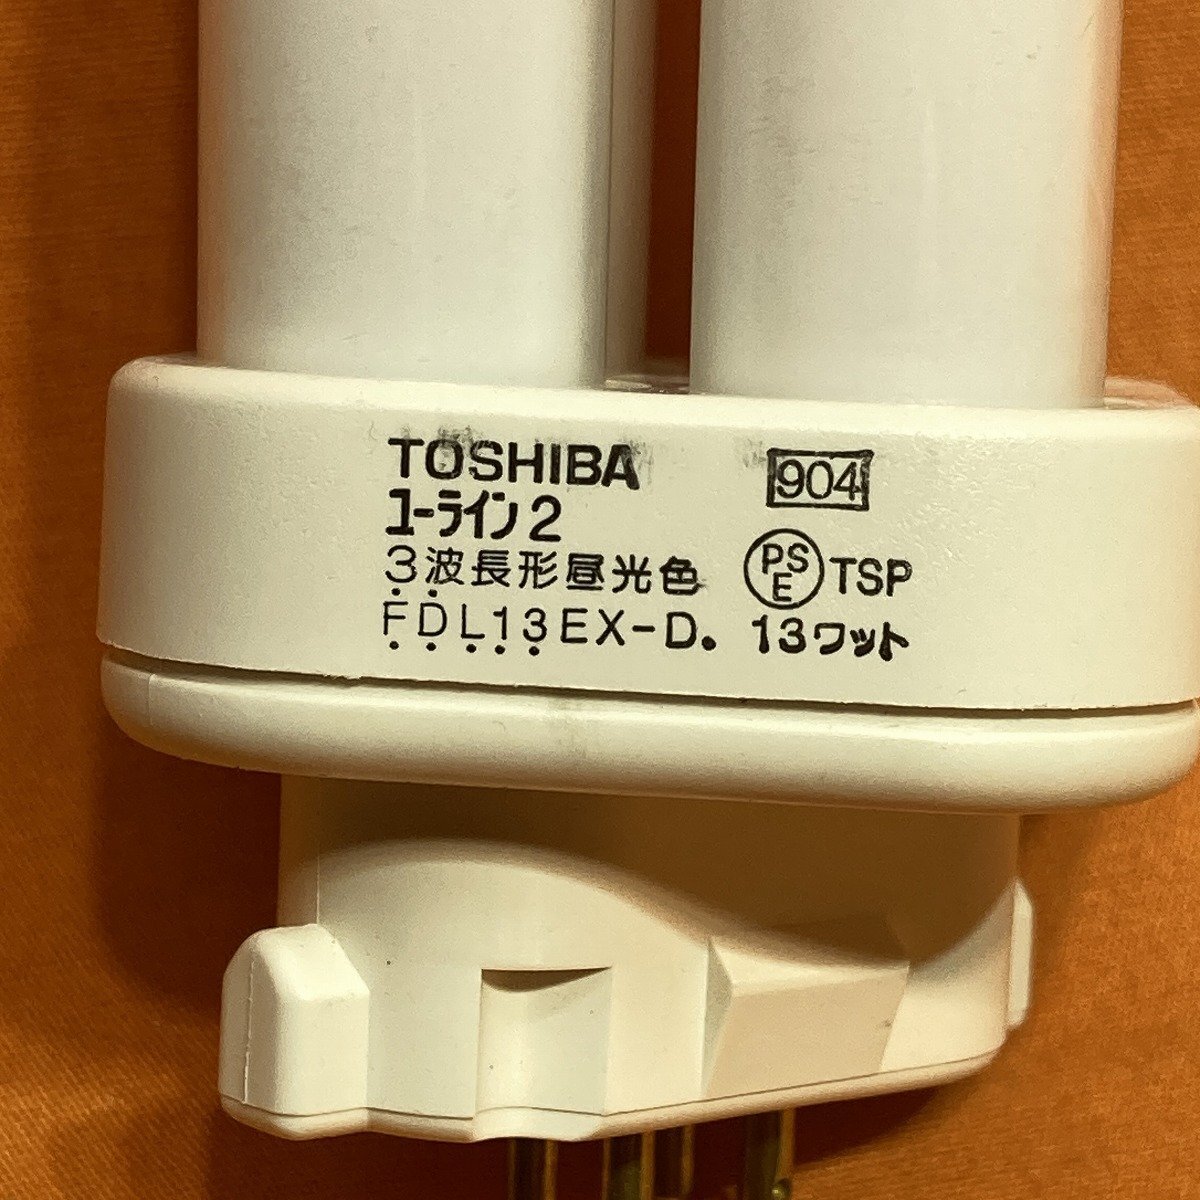 TOSHIBA
904
ユーライン2
3波長形昼光色
PSE TSP
FDL13EX-D.
13ワット